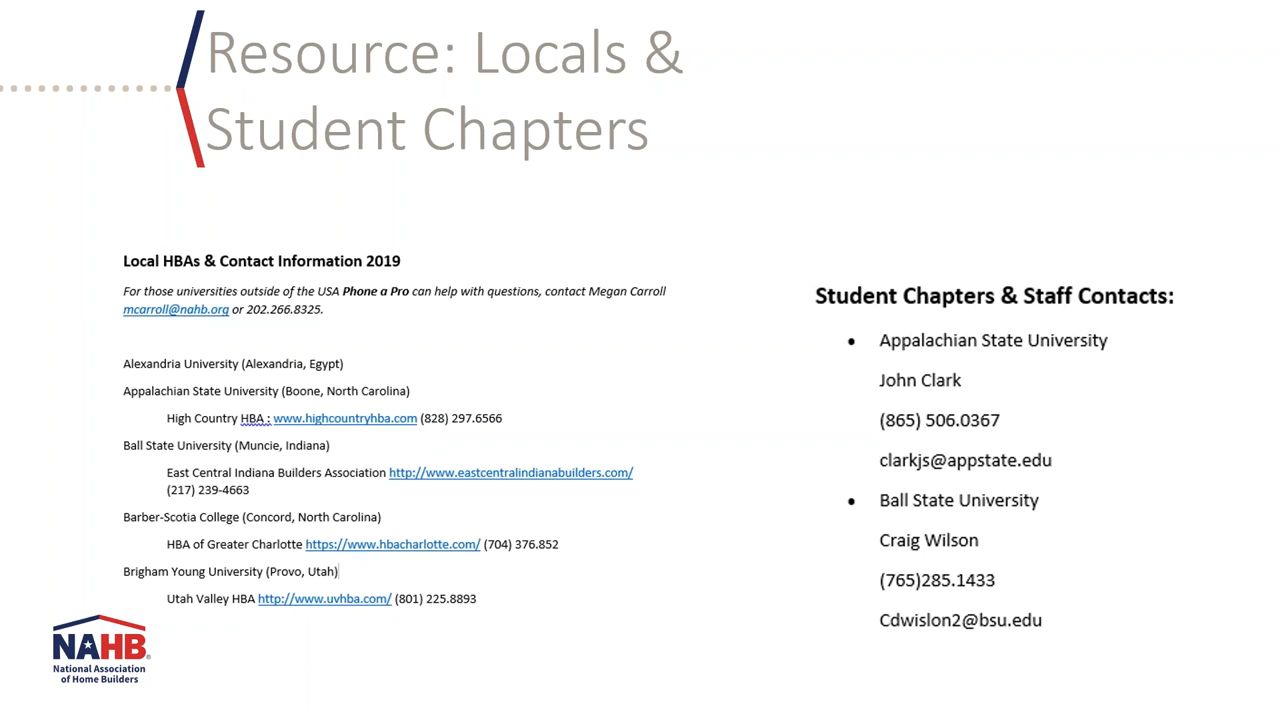 Resource: Locals &
Student Chapters
Local HBAs & Contact Information 2019
For those universities outside of the USA Phone a Pro can help with questions, contact Megan Carroll
mcarroll@nahb.org or 202.266.8325.
Alexandria University (Alexandria, Egypt)
Appalachian State University (Boone, North Carolina)
High Country HBA : www.highcountryhba.com (828) 297.6566
Ball State University (Muncie, Indiana)
East Central Indiana Builders Association http://www.eastcentralindianabuilders.com/
(217) 239-4663
Barber-Scotia College (Concord, North Carolina)
HBA of Greater Charlotte https://www.hbacharlotte.com/ (704) 376.852
Brigham Young University (Provo, Utah)
Utah Valley HBA http://www.uvhba.com/ (801) 225.8893
Student Chapters & Staff Contacts:
• Appalachian State University
John Clark
(865) 506.0367
clarkjs@appstate.edu
• Ball State University
Craig Wilson
(765)285.1433
Cdwislon2@bsu.edu
NAHB®
National Association
of Home Builders